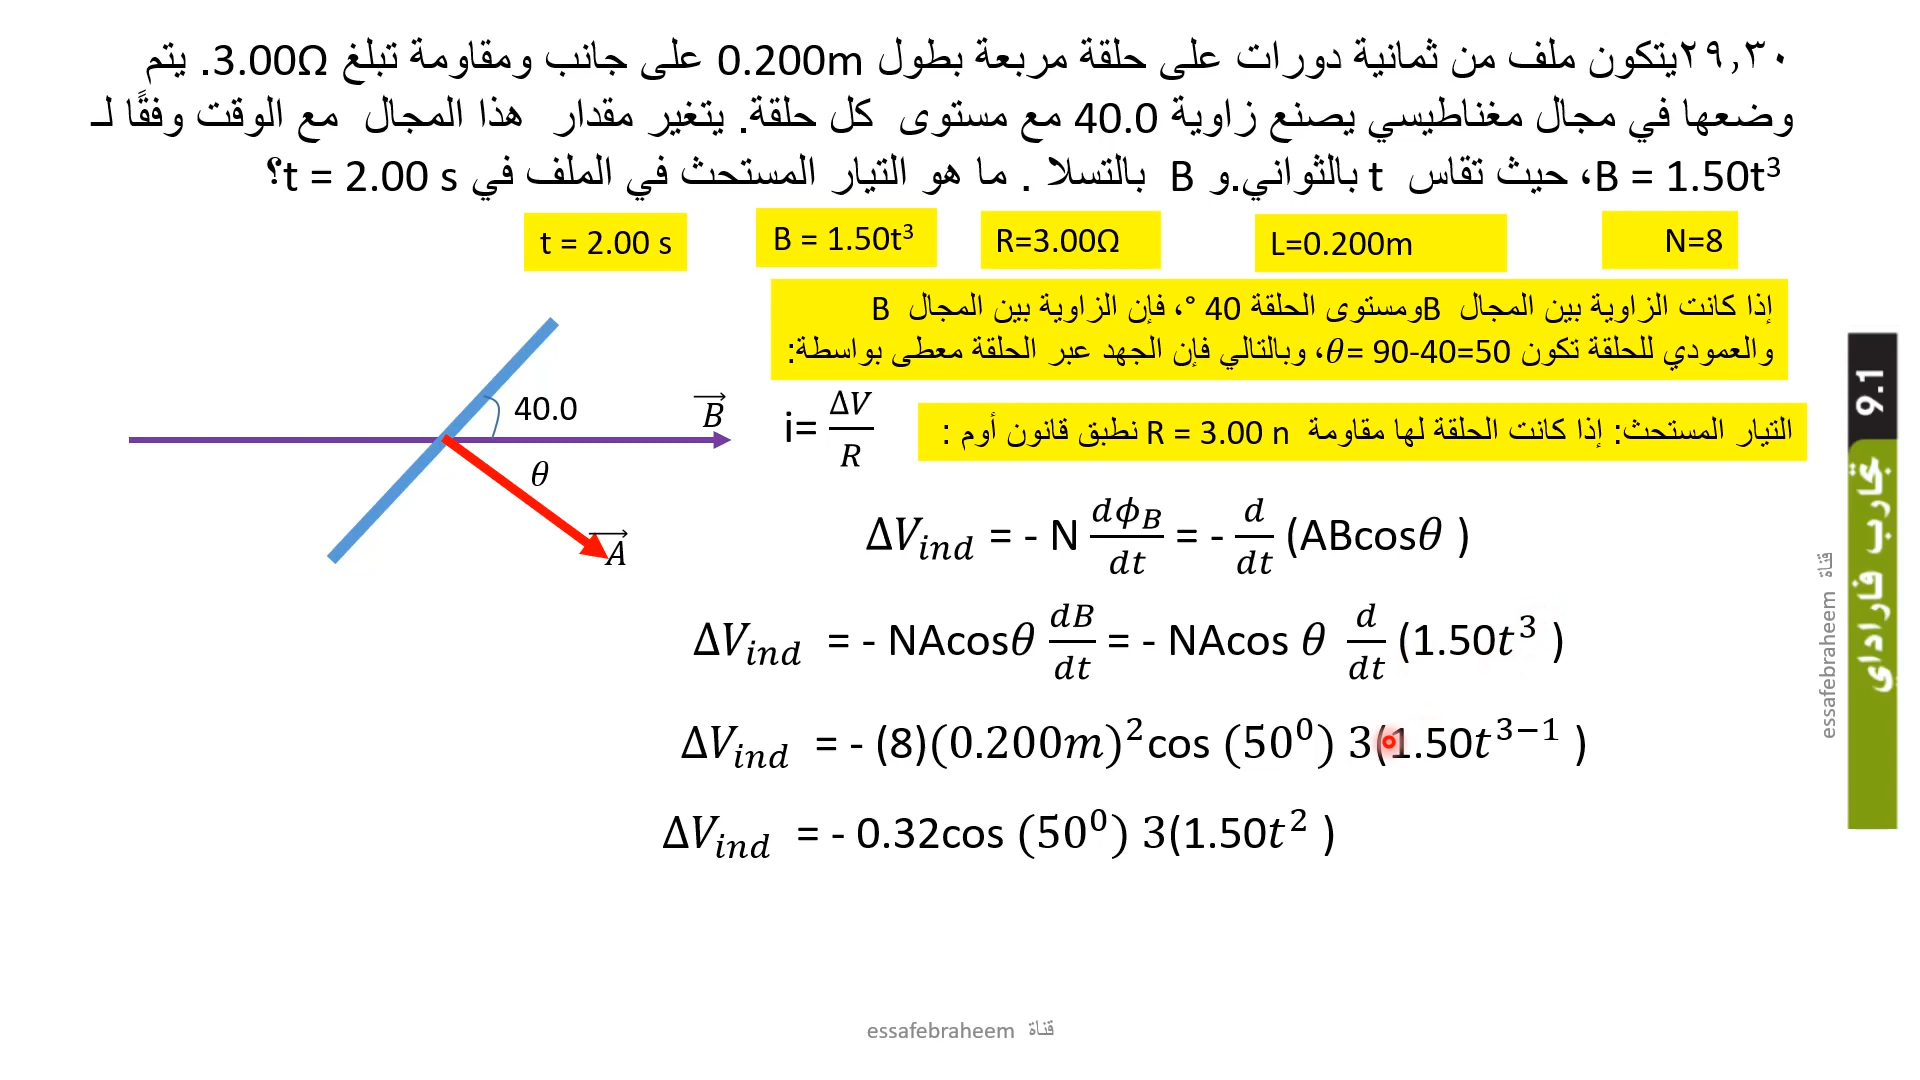 ٢٩,٣٠يتكون ملف من ثمانية دورات على حلقة مربعة بطول 0.200m على جانب ومقاومة تبلغ 3.00Ω. يتم
وضعها في مجال مغناطيسي يصنع زاوية 40.0 مع مستوى كل حلقة. يتغير مقدار هذا المجال مع الوقت وفقًا لـ
B = 1.50t³، حيث تقاس t بالثواني.و B بالتسلا . ما هو التيار المستحث في الملف في t = 2.00 s؟
t = 2.00 s
B = 1.50t³
R=3.00Ω
L=0.200m
N=8
إذا كانت الزاوية بين المجال Bومستوى الحلقة 40 °، فإن الزاوية بين المجال B
والعمودي للحلقة تكون 50=40-90 =θ، وبالتالي فإن الجهد عبر الحلقة معطى بواسطة:
40.0
B
θ
A
i= ΔV/R
التيار المستحث: إذا كانت الحلقة لها مقاومة R = 3.00 n نطبق قانون أوم :
ΔV_ind = - N dϕ_B/dt = - d/dt (ABcosθ )
ΔV_ind = - NAcosθ dB/dt = - NAcos θ d/dt (1.50t³ )
ΔV_ind = - (8)(0.200m)²cos (50⁰) 3(1.50t³⁻¹ )
ΔV_ind = - 0.32cos (50⁰) 3(1.50t² )
9.1
تجارب فاراداي
قناة essafebraheem
قناة essafebraheem